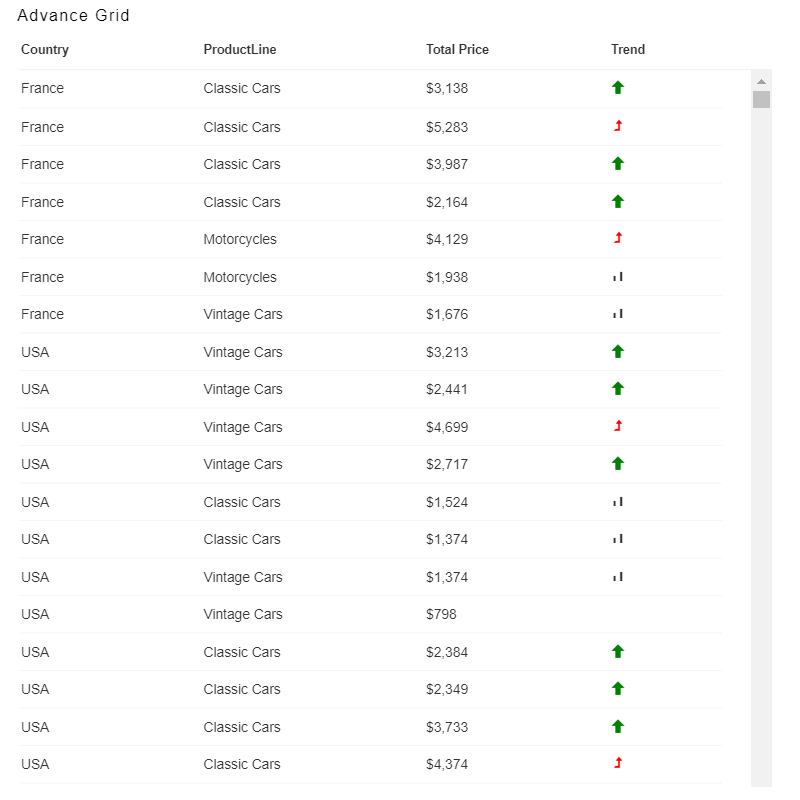 Advance Grid
Country ProductLine Total Price Trend
France Classic Cars $3,138
France Classic Cars $5,283
France Classic Cars $3,987
France Classic Cars $2,164
France Motorcycles $4,129
France Motorcycles $1,938
France Vintage Cars $1,676
USA Vintage Cars $3,213
USA Vintage Cars $2,441
USA Vintage Cars $4,699
USA Vintage Cars $2,717
USA Classic Cars $1,524
USA Classic Cars $1,374
USA Vintage Cars $1,374
USA Vintage Cars $798
USA Classic Cars $2,384
USA Classic Cars $2,349
USA Classic Cars $3,733
USA Classic Cars $4,374